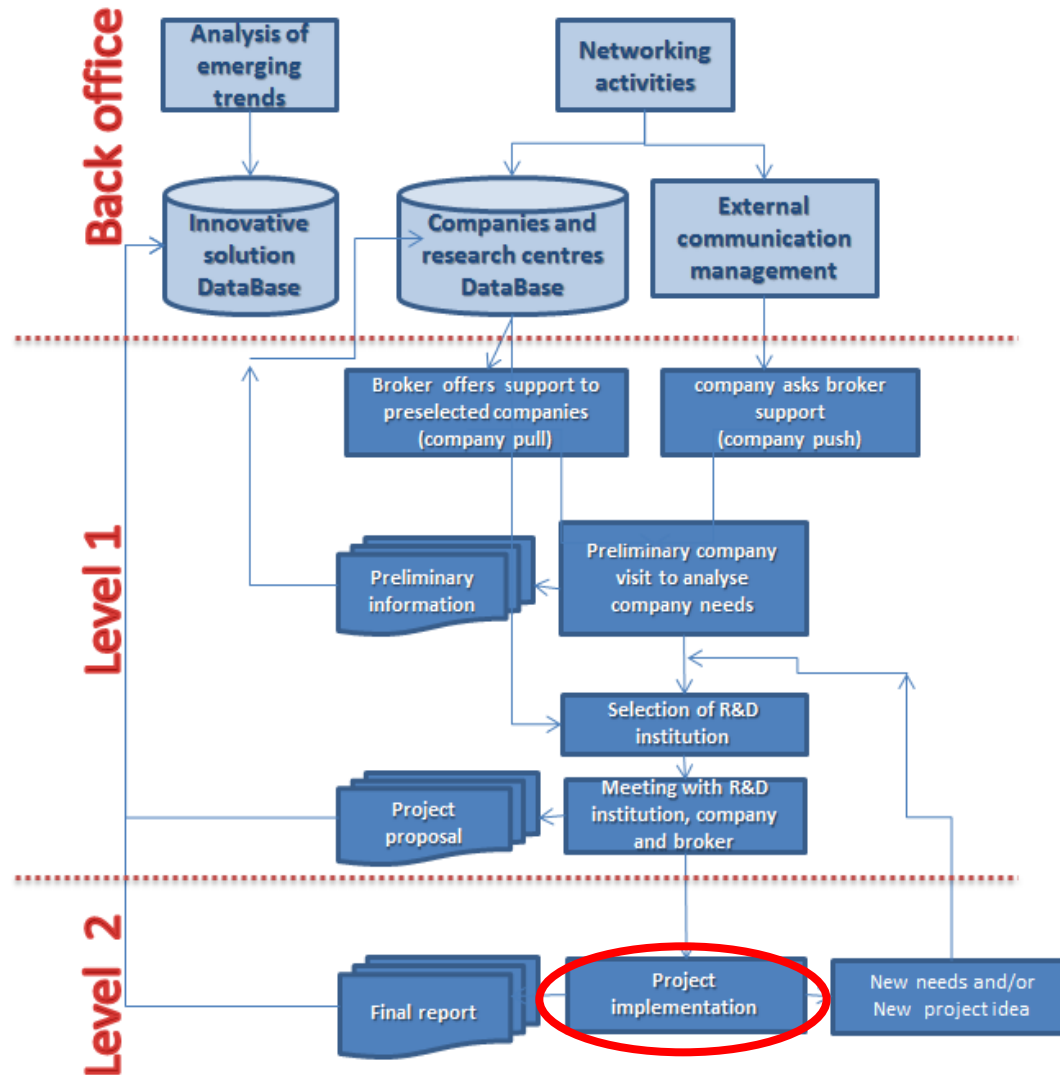 Back office
Analysis of
emerging
trends
Networking
activities
Innovative
solution
DataBase
Companies and
research centres
DataBase
External
communication
management
Level 1
Broker offers support to
preselected companies
(company pull)
company asks broker
support
(company push)
Preliminary
information
Preliminary company
visit to analyse
company needs
Selection of R&D
institution
Project
proposal
Meeting with R&D
institution, company
and broker
Level 2
Final report
Project
implementation
New needs and/or
New project idea